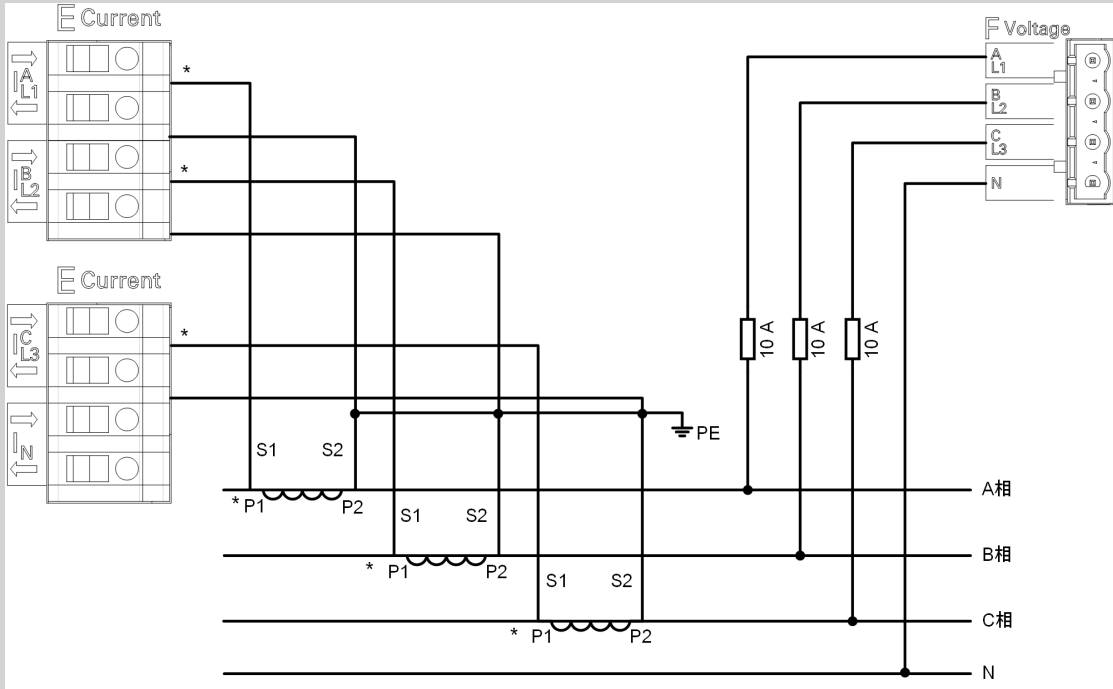 E Current
F Voltage
I A L1
*
I B L2
*
A L1
B L2
C L3
N
E Current
I C L3
*
I N
10 A
10 A
10 A
PE
S1 S2
* P1 P2
A相
S1 S2
* P1 P2
B相
S1 S2
* P1 P2
C相
N